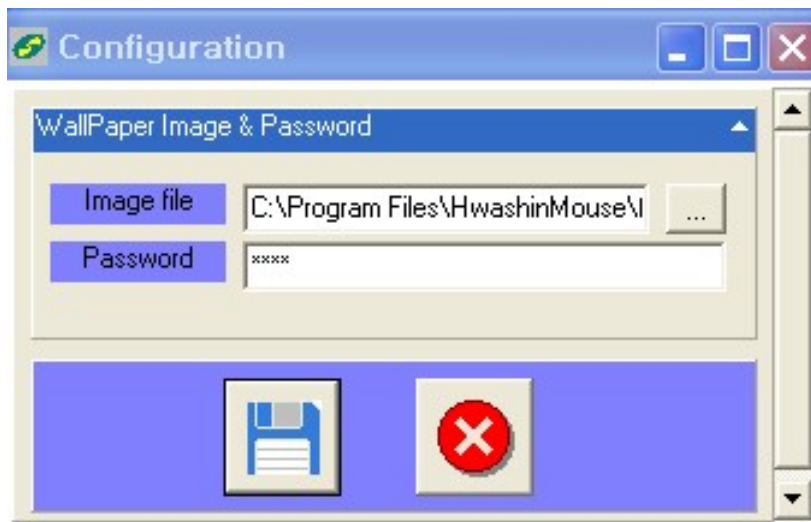 Configuration
WallPaper Image & Password
Image file
C:\Program Files\HwashinMouse\I
...
Password
****